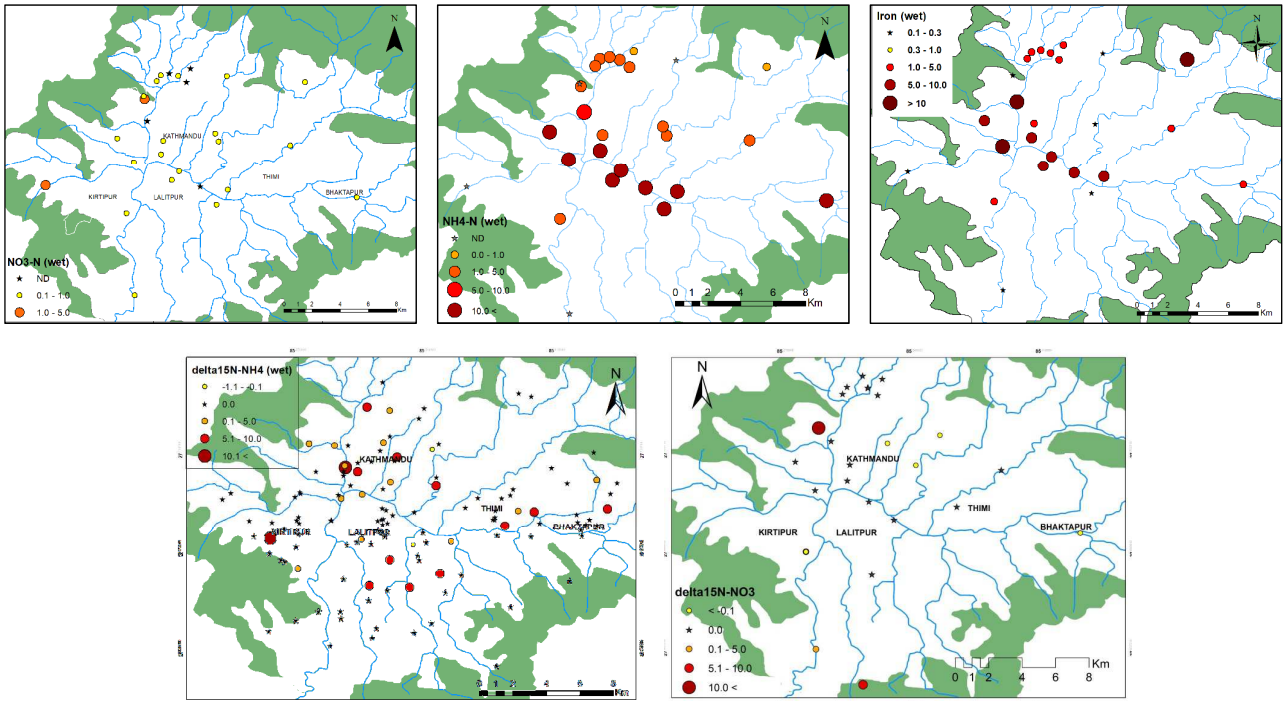 N
KATHMANDU
THIMI
KIRTIPUR
LALITPUR
BHAKTAPUR
NO3-N (wet)
ND
0.1 - 1.0
1.0 - 5.0
0 1 2 4 6 8
Km
N
NH4-N (wet)
ND
0.0 - 1.0
1.0 - 5.0
5.0 - 10.0
10.0 <
0 1 2 4 6 8
Km
Iron (wet)
0.1 - 0.3
0.3 - 1.0
1.0 - 5.0
5.0 - 10.0
> 10
N
0 1 2 4 6 8
Km
delta15N-NH4 (wet)
-1.1 - -0.1
0.0
0.1 - 5.0
5.1 - 10.0
10.1 <
N
KATHMANDU
THIMI
BHAKTAPUR
KIRTIPUR
LALITPUR
N
KATHMANDU
THIMI
KIRTIPUR
LALITPUR
BHAKTAPUR
delta15N-NO3
< -0.1
0.0
0.1 - 5.0
5.1 - 10.0
10.0 <
0 1 2 4 6 8
Km